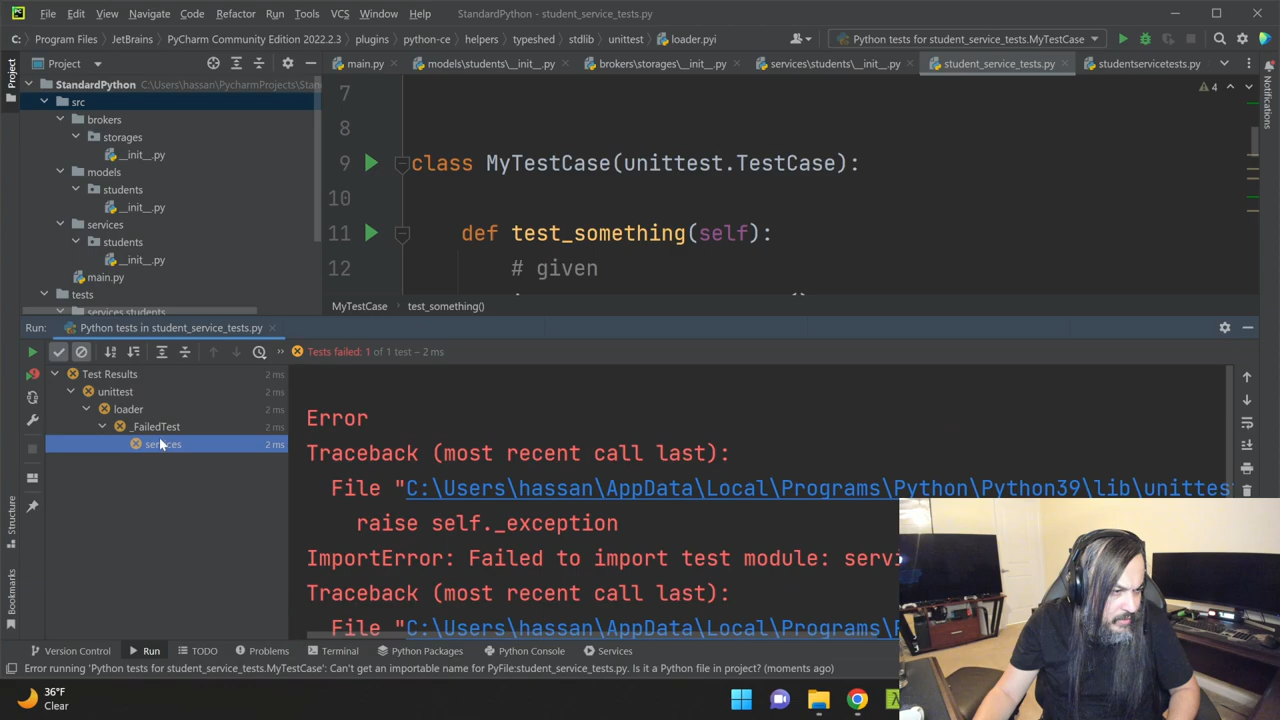 File Edit View Navigate Code Refactor Run Tools VCS Window Help StandardPython - student_service_tests.py
C: Program Files JetBrains PyCharm Community Edition 2022.2.3 plugins python-ce helpers typeshed stdlib unittest loader.pyi Python tests for student_service_tests.MyTestCase
Project
Project
main.py models\students\__init__.py brokers\storages\__init__.py services\students\__init__.py student_service_tests.py studentservicetests.py
StandardPython C:\Users\hassan\PycharmProjects\Stan
src
brokers
storages
__init__.py
models
students
__init__.py
services
students
__init__.py
main.py
tests
services.students
7
8
9 class MyTestCase(unittest.TestCase):
10
11 def test_something(self):
12 # given
4
Notifications
MyTestCase test_something()
Run: Python tests in student_service_tests.py
Tests failed: 1 of 1 test – 2 ms
Test Results 2 ms
unittest 2 ms
loader 2 ms
_FailedTest 2 ms
services 2 ms
Error
Traceback (most recent call last):
File "C:\Users\hassan\AppData\Local\Programs\Python\Python39\lib\unittes
raise self._exception
ImportError: Failed to import test module: servi
Traceback (most recent call last):
File "C:\Users\hassan\AppData\Local\Programs\P
Structure
Bookmarks
Version Control Run TODO Problems Terminal Python Packages Python Console Services
Error running 'Python tests for student_service_tests.MyTestCase': Can't get an importable name for PyFile:student_service_tests.py. Is it a Python file in project? (moments ago)
36°F
Clear